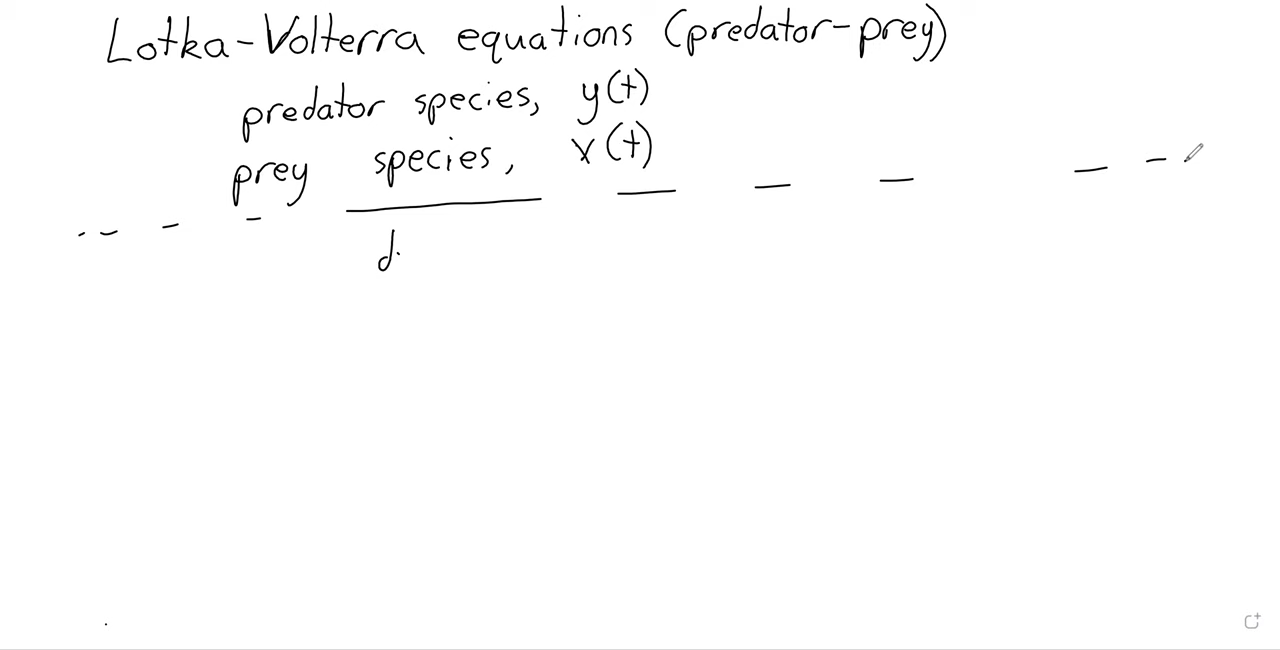 Lotka-Volterra equations (predator-prey)
predator species, y(t)
prey species, x(t)
d